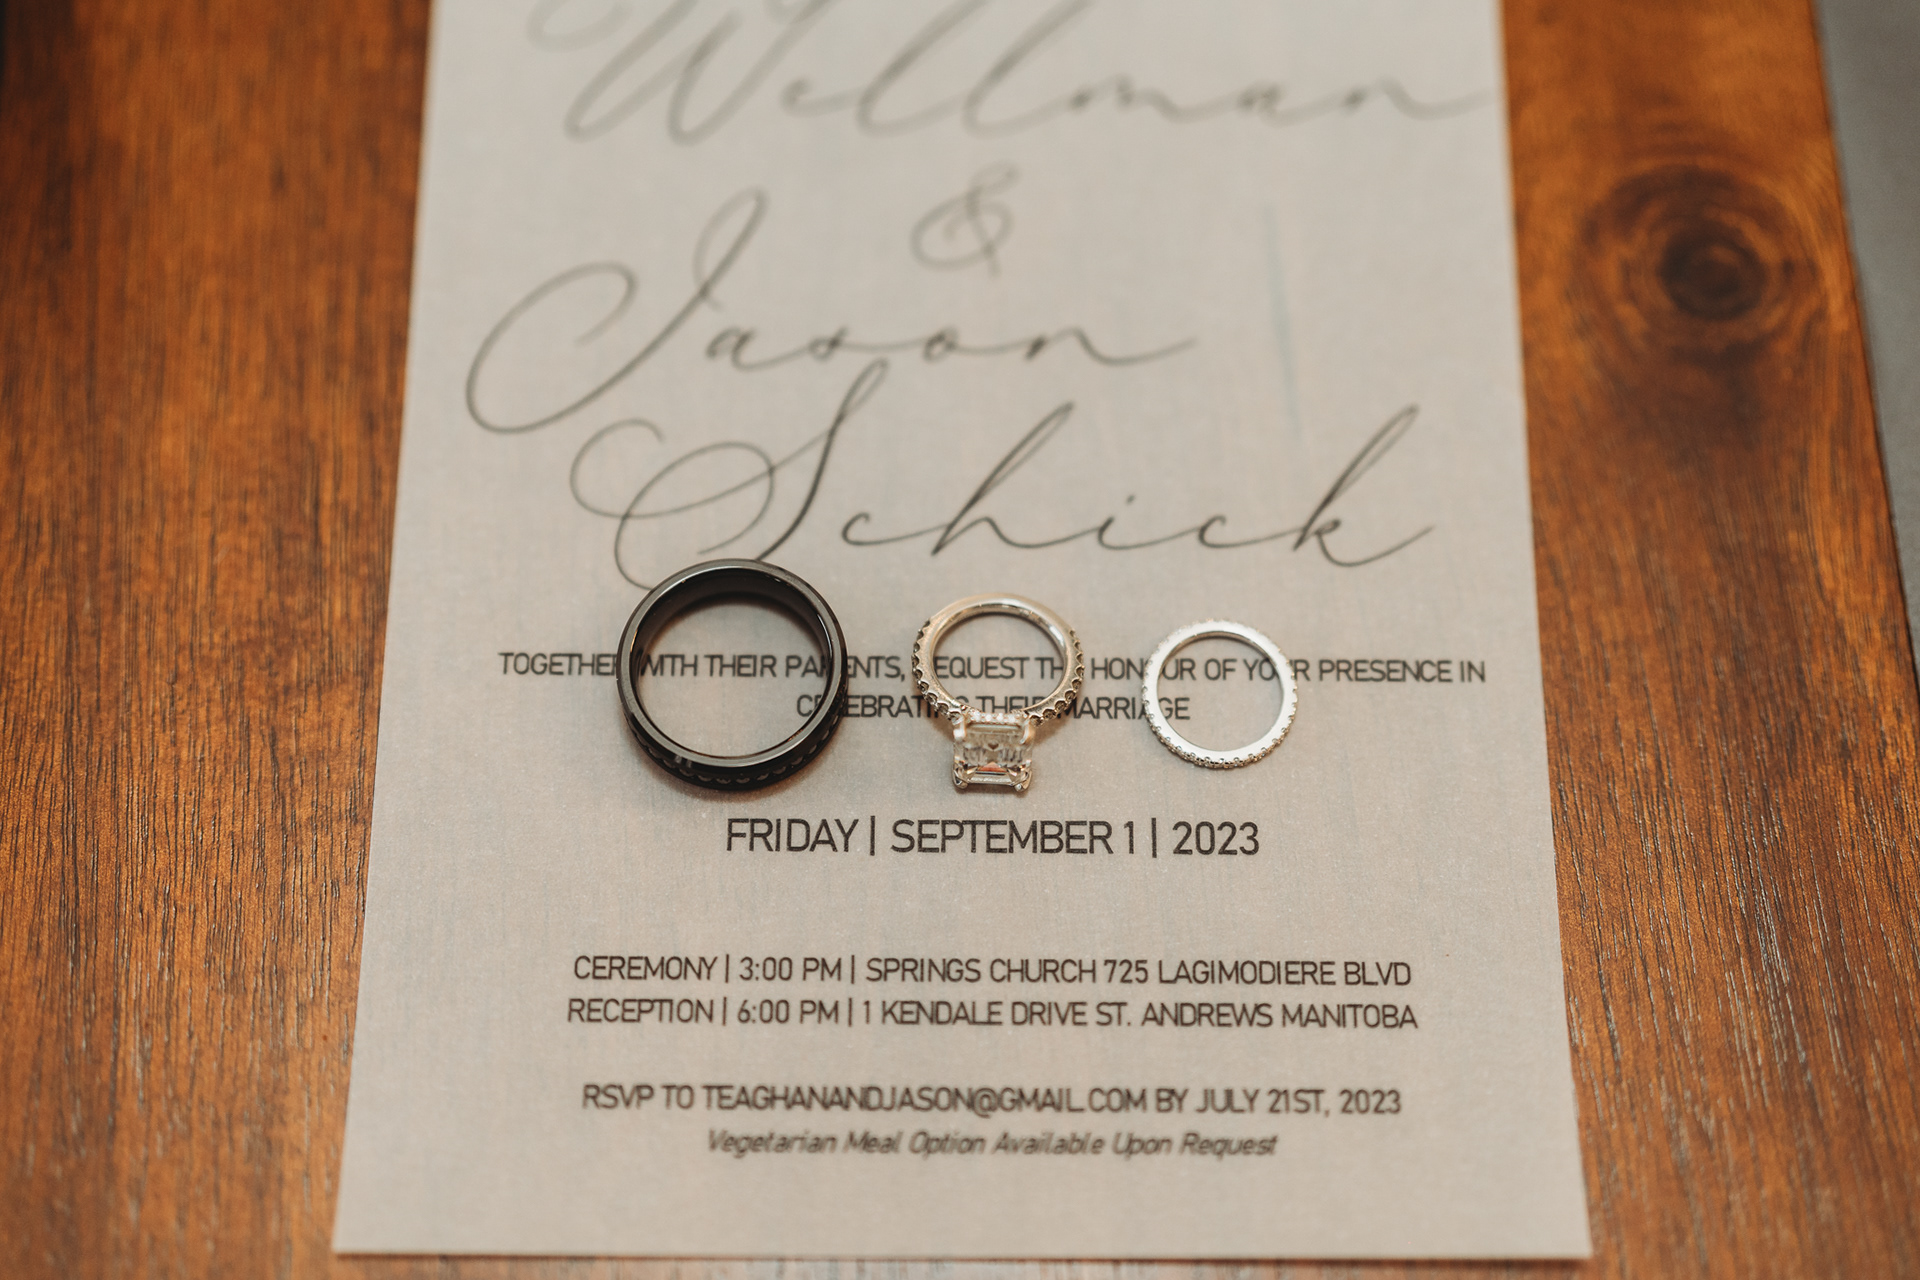 Wellman
&
Jason
Schick
TOGETHER WITH THEIR PARENTS, REQUEST THE HONOUR OF YOUR PRESENCE IN
CELEBRATING THEIR MARRIAGE
FRIDAY | SEPTEMBER 1 | 2023
CEREMONY | 3:00 PM | SPRINGS CHURCH 725 LAGIMODIERE BLVD
RECEPTION | 6:00 PM | 1 KENDALE DRIVE ST. ANDREWS MANITOBA
RSVP TO TEAGHANANDJASON@GMAIL.COM BY JULY 21ST, 2023
Vegetarian Meal Option Available Upon Request